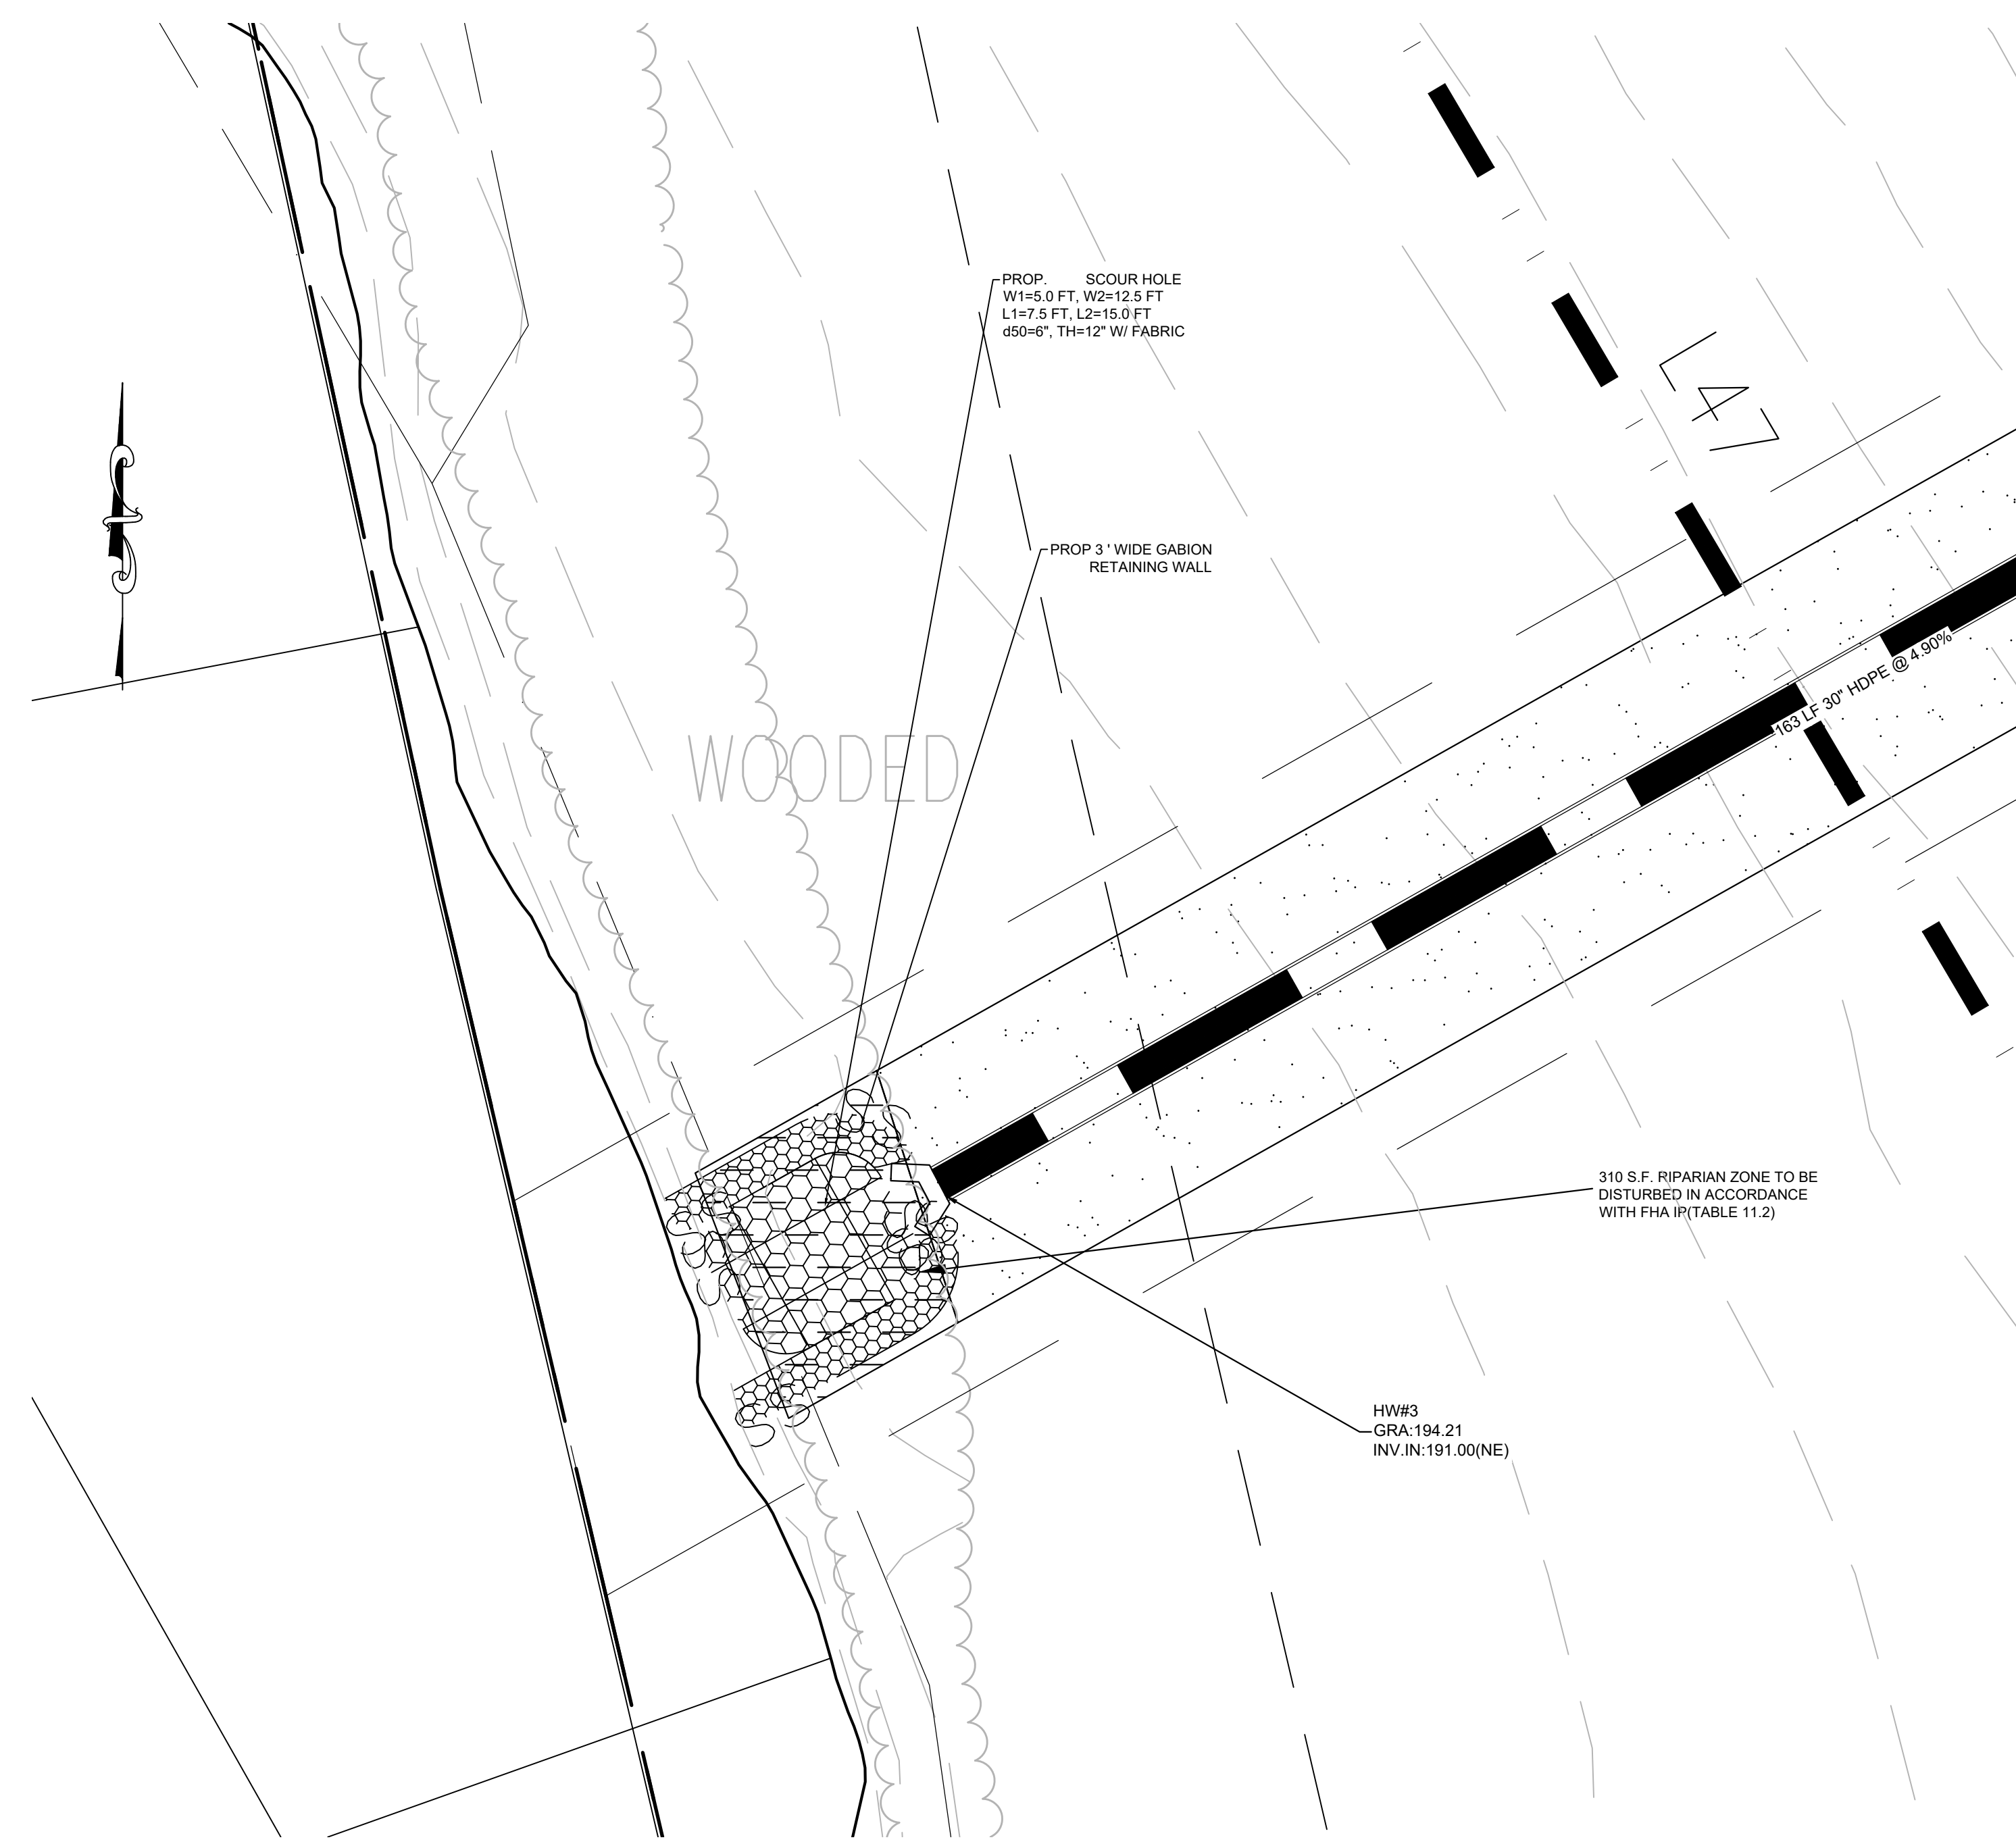 PROP. SCOUR HOLE
W1=5.0 FT, W2=12.5 FT
L1=7.5 FT, L2=15.0 FT
d50=6", TH=12" W/ FABRIC
L47
PROP 3 ' WIDE GABION
RETAINING WALL
163 LF 30" HDPE @ 4.90%
WOODED
310 S.F. RIPARIAN ZONE TO BE
DISTURBED IN ACCORDANCE
WITH FHA IP(TABLE 11.2)
HW#3
GRA:194.21
INV.IN:191.00(NE)